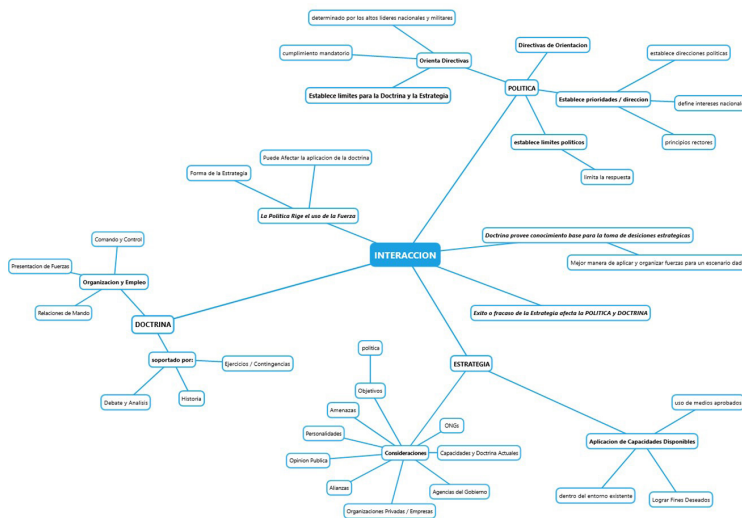 determinado por los altos lideres nacionales y militares
cumplimiento mandatorio
Orienta Directivas
Establece limites para la Doctrina y la Estrategia
Directivas de Orientacion
POLITICA
establece direcciones políticas
Establece prioridades / direccion
define intereses nacional
principios rectores
establece limites politicos
limita la respuesta
Puede Afectar la aplicacion de la doctrina
Forma de la Estrategia
La Politica Rige el uso de la Fuerza
INTERACCION
Doctrina provee conocimiento base para la toma de desiciones estrategicas
Mejor manera de aplicar y organizar fuerzas para un escenario dad
Exito o fracaso de la Estrategia afecta la POLITICA y DOCTRINA
Comando y Control
Presentacion de Fuerzas
Organizacion y Empleo
Relaciones de Mando
DOCTRINA
soportado por:
Ejercicios / Contingencias
Debate y Analisis
Historia
ESTRATEGIA
politica
Objetivos
Amenazas
Personalidades
Opinion Publica
Alianzas
Organizaciones Privadas / Empresas
Consideraciones
ONGs
Capacidades y Doctrina Actuales
Agencias del Gobierno
uso de medios aprobados
Aplicacion de Capacidades Disponibles
dentro del entorno existente
Lograr Fines Deseados